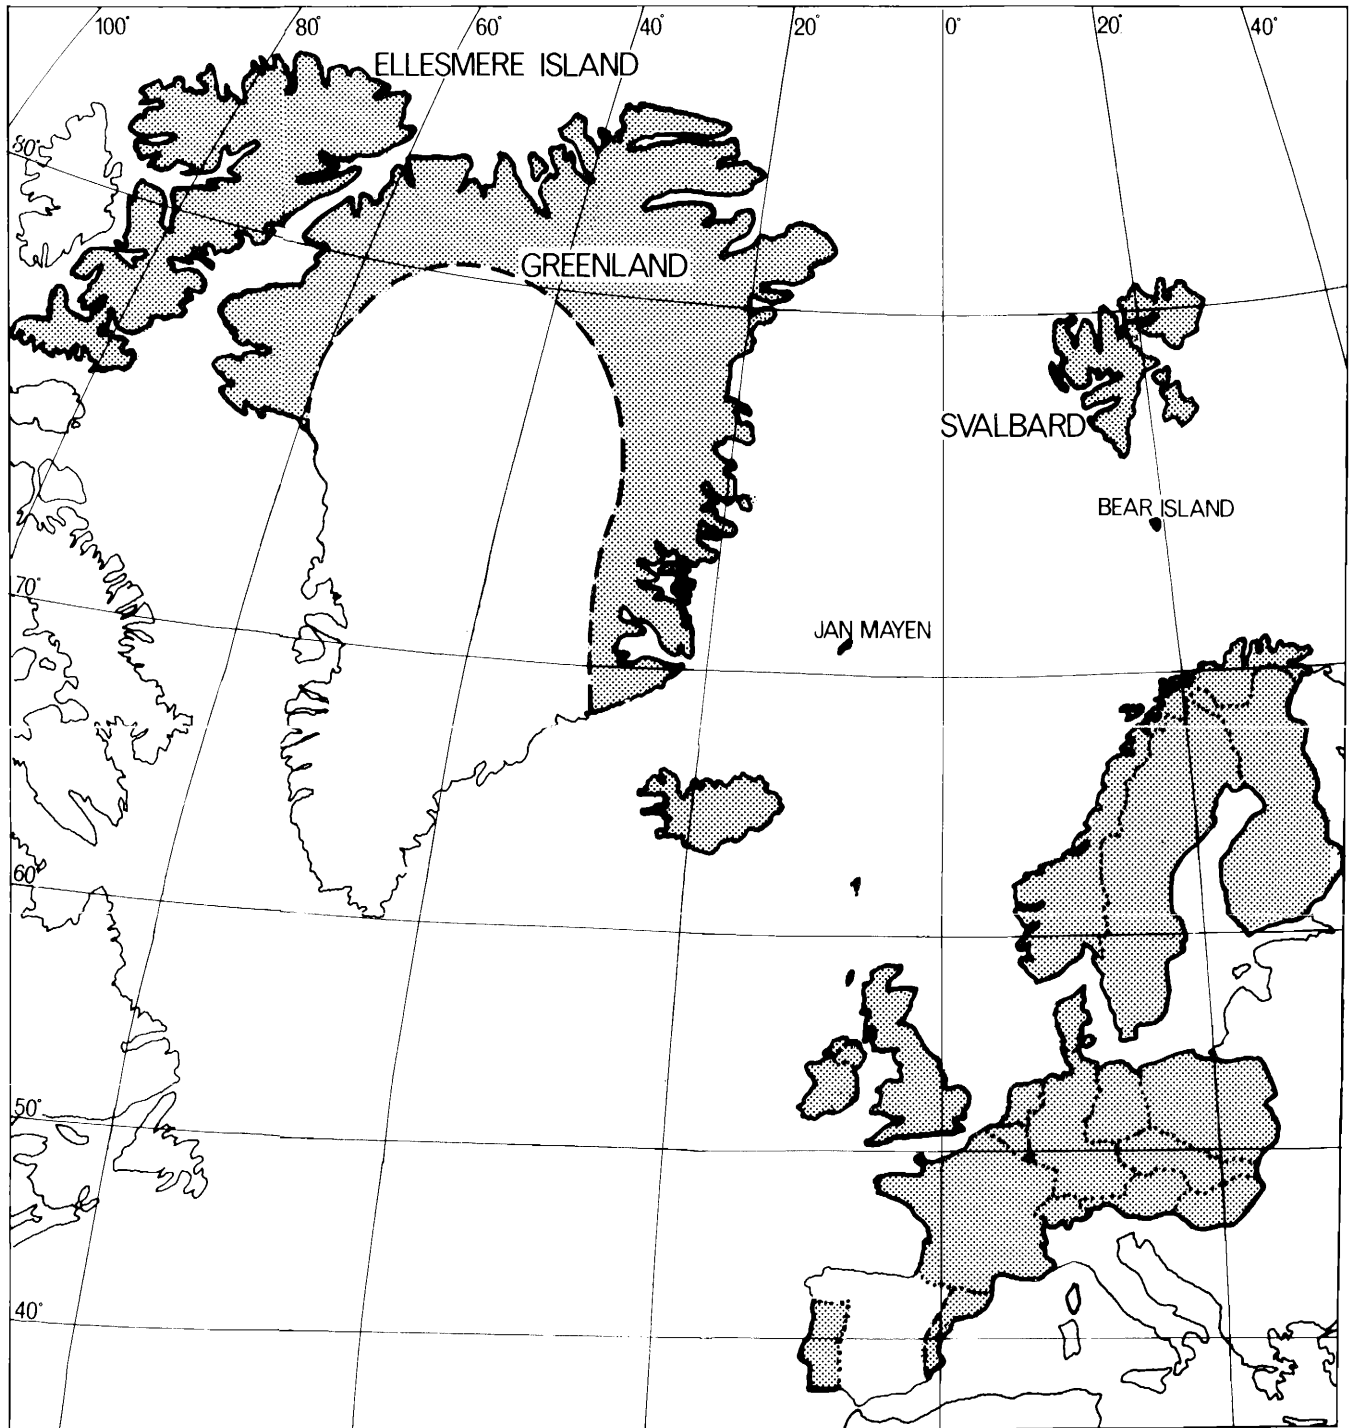 100° 80° 60° 40° 20° 0° 20° 40°
ELLESMERE ISLAND
80°
GREENLAND
SVALBARD
BEAR ISLAND
70°
JAN MAYEN
60°
50°
40°